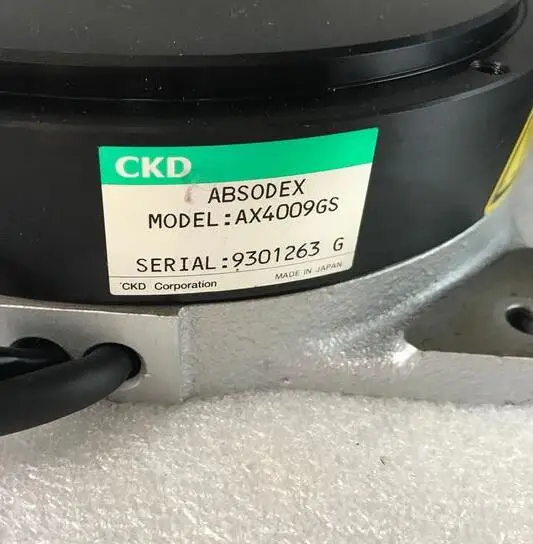 CKD
ABSODEX
MODEL:AX4009GS
SERIAL:9301263 G
CKD Corporation
MADE IN JAPAN